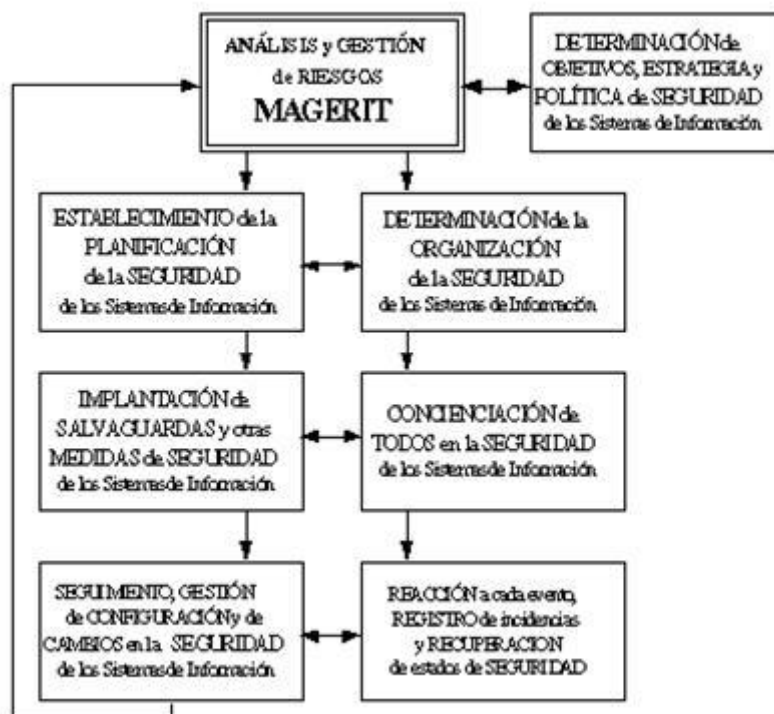 ANÁLISIS y GESTIÓN
de RIESGOS
MAGERIT
DETERMINACIÓN de
OBJETIVOS, ESTRATEGIA y
POLÍTICA de SEGURIDAD
de los Sistemas de Información
ESTABLECIMIENTO de la
PLANIFICACIÓN
de la SEGURIDAD
de los Sistemas de Información
DETERMINACIÓN de la
ORGANIZACIÓN
de la SEGURIDAD
de los Sistemas de Información
IMPLANTACIÓN de
SALVAGUARDAS y otras
MEDIDAS de SEGURIDAD
de los Sistemas de Información
CONCIENCIACIÓN de
TODOS en la SEGURIDAD
de los Sistemas de Información
SEGUIMIENTO, GESTIÓN
de CONFIGURACIÓN y de
CAMBIOS en la SEGURIDAD
de los Sistemas de Información
REACCIÓN a cada evento,
REGISTRO de incidencias
y RECUPERACION
de estados de SEGURIDAD